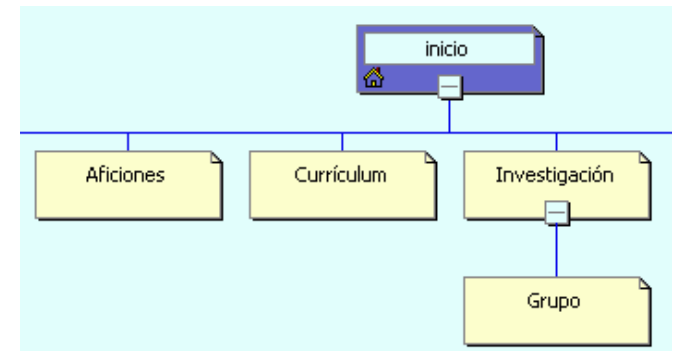 inicio
Aficiones
Currículum
Investigación
Grupo